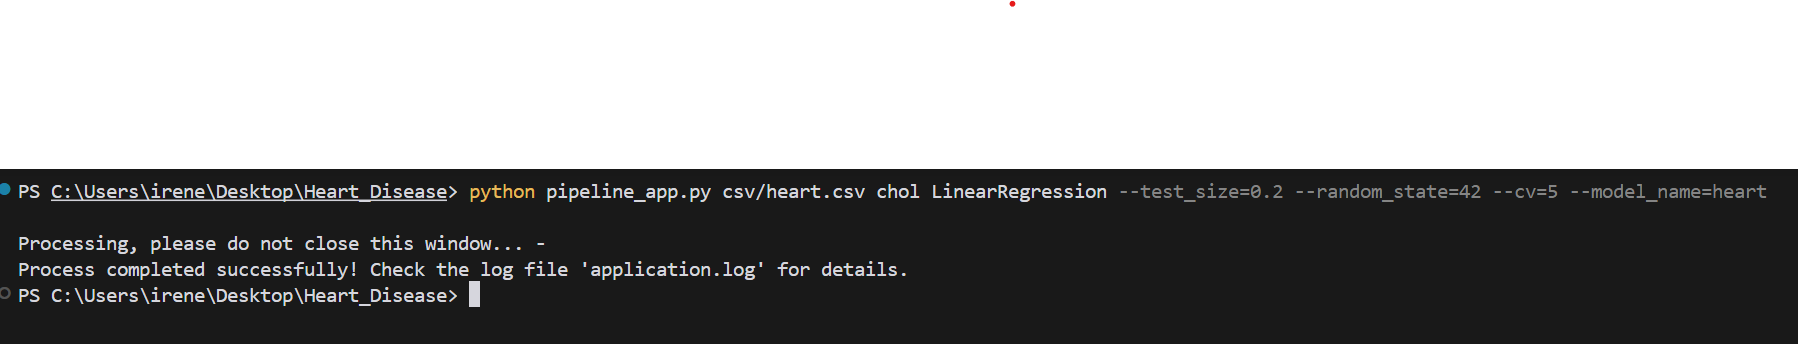 PS C:\Users\irene\Desktop\Heart_Disease> python pipeline_app.py csv/heart.csv chol LinearRegression --test_size=0.2 --random_state=42 --cv=5 --model_name=heart
Processing, please do not close this window... -
Process completed successfully! Check the log file 'application.log' for details.
PS C:\Users\irene\Desktop\Heart_Disease>